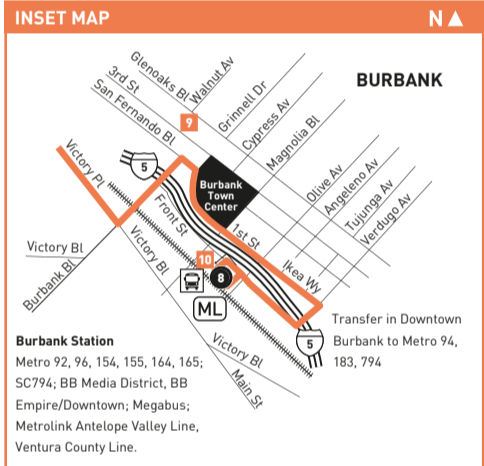 INSET MAP
N
BURBANK
Glenoaks Bl
Walnut Av
3rd St
San Fernando Bl
Grinnell Dr
Cypress Av
Magnolia Bl
9
Victory Pl
5
Burbank
Town
Center
Olive Av
Angeleno Av
Tujunga Av
Verdugo Av
Front St
1st St
Victory Bl
Burbank Bl
Victory Bl
10
8
Ikea Wy
ML
5
Transfer in Downtown
Burbank to Metro 94,
183, 794
Victory Bl
Main St
Burbank Station
Metro 92, 96, 154, 155, 164, 165;
SC794; BB Media District, BB
Empire/Downtown; Megabus;
Metrolink Antelope Valley Line,
Ventura County Line.